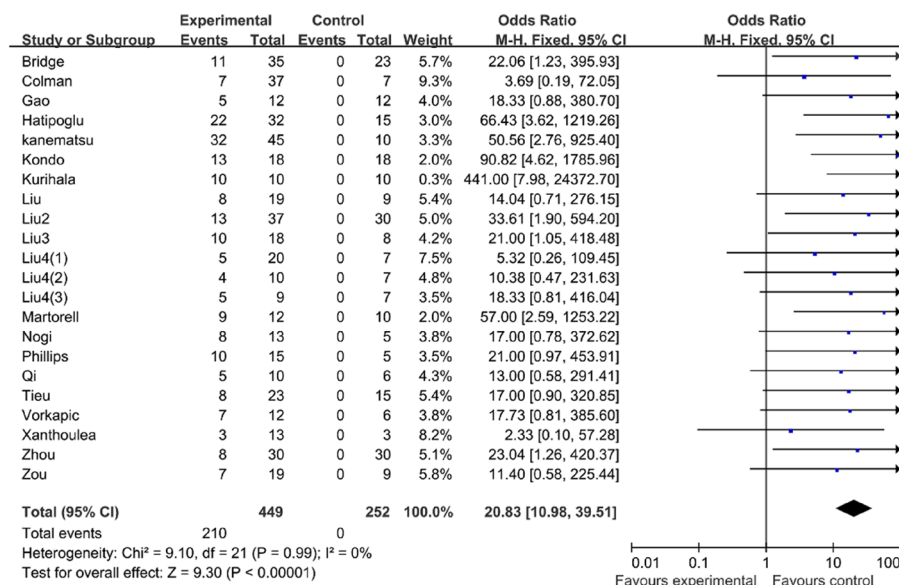 Experimental Control Odds Ratio Odds Ratio
Study or Subgroup Events Total Events Total Weight M-H. Fixed. 95% CI M-H. Fixed. 95% CI
Bridge 11 35 0 23 5.7% 22.06 [1.23, 395.93]
Colman 7 37 0 7 9.3% 3.69 [0.19, 72.05]
Gao 5 12 0 12 4.0% 18.33 [0.88, 380.70]
Hatipoglu 22 32 0 15 3.2% 66.43 [3.62, 1219.26]
kanematsu 32 45 0 10 3.3% 50.56 [2.76, 925.40]
Kondo 13 18 0 18 2.0% 90.82 [4.62, 1785.96]
Kurihala 10 10 0 10 0.3% 441.00 [7.98, 24372.70]
Liu 8 19 0 9 5.4% 14.04 [0.71, 276.15]
Liu2 13 37 0 30 5.0% 33.61 [1.90, 594.20]
Liu3 10 18 0 8 4.2% 21.00 [1.05, 418.48]
Liu4(1) 5 20 0 7 7.5% 5.32 [0.26, 109.45]
Liu4(2) 4 10 0 7 4.8% 10.38 [0.47, 231.63]
Liu4(3) 5 9 0 7 3.5% 18.33 [0.81, 416.04]
Martorell 9 12 0 10 2.0% 57.00 [2.59, 1253.22]
Nogi 8 13 0 5 4.3% 17.00 [0.78, 372.62]
Phillips 10 15 0 5 4.3% 21.00 [0.97, 453.91]
Qi 5 10 0 6 4.3% 13.00 [0.58, 291.41]
Tieu 8 23 0 15 5.4% 17.00 [0.90, 320.85]
Vorkapic 7 12 0 6 3.8% 17.73 [0.81, 385.60]
Xanthoulea 3 13 0 3 8.2% 2.33 [0.10, 57.28]
Zhou 8 30 0 30 5.1% 23.04 [1.26, 420.37]
Zou 7 19 0 9 5.8% 11.40 [0.58, 225.44]
Total (95% CI) 449 252 100.0% 20.83 [10.98, 39.51]
Total events 210 0
Heterogeneity: Chi² = 9.10, df = 21 (P = 0.99); I² = 0%
Test for overall effect: Z = 9.30 (P < 0.00001)
0.01 0.1 1 10 100
Favours experimental Favours control